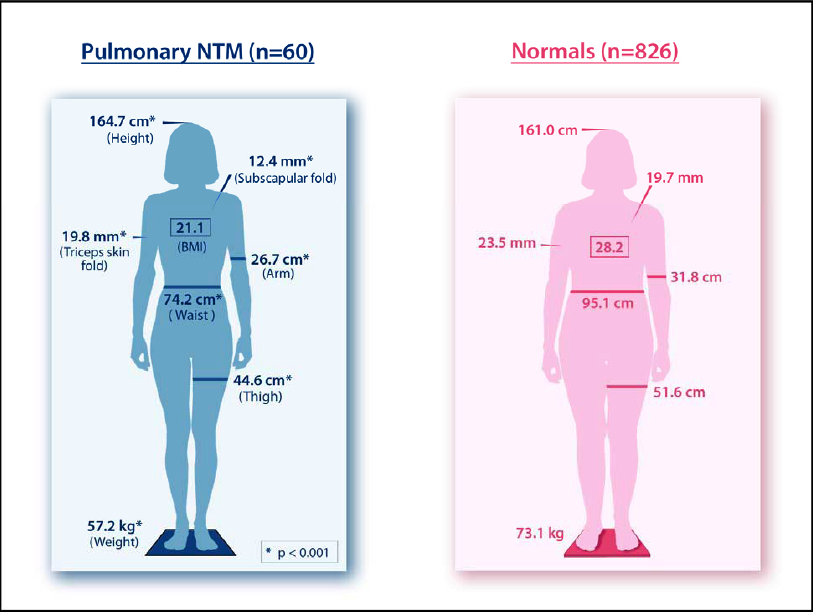 Pulmonary NTM (n=60)
Normals (n=826)
164.7 cm*
(Height)
12.4 mm*
(Subscapular fold)
21.1
(BMI)
19.8 mm*
(Triceps skin
fold)
26.7 cm*
(Arm)
74.2 cm*
( Waist )
44.6 cm*
(Thigh)
57.2 kg*
(Weight)
* p < 0.001
161.0 cm
19.7 mm
23.5 mm
28.2
31.8 cm
95.1 cm
51.6 cm
73.1 kg